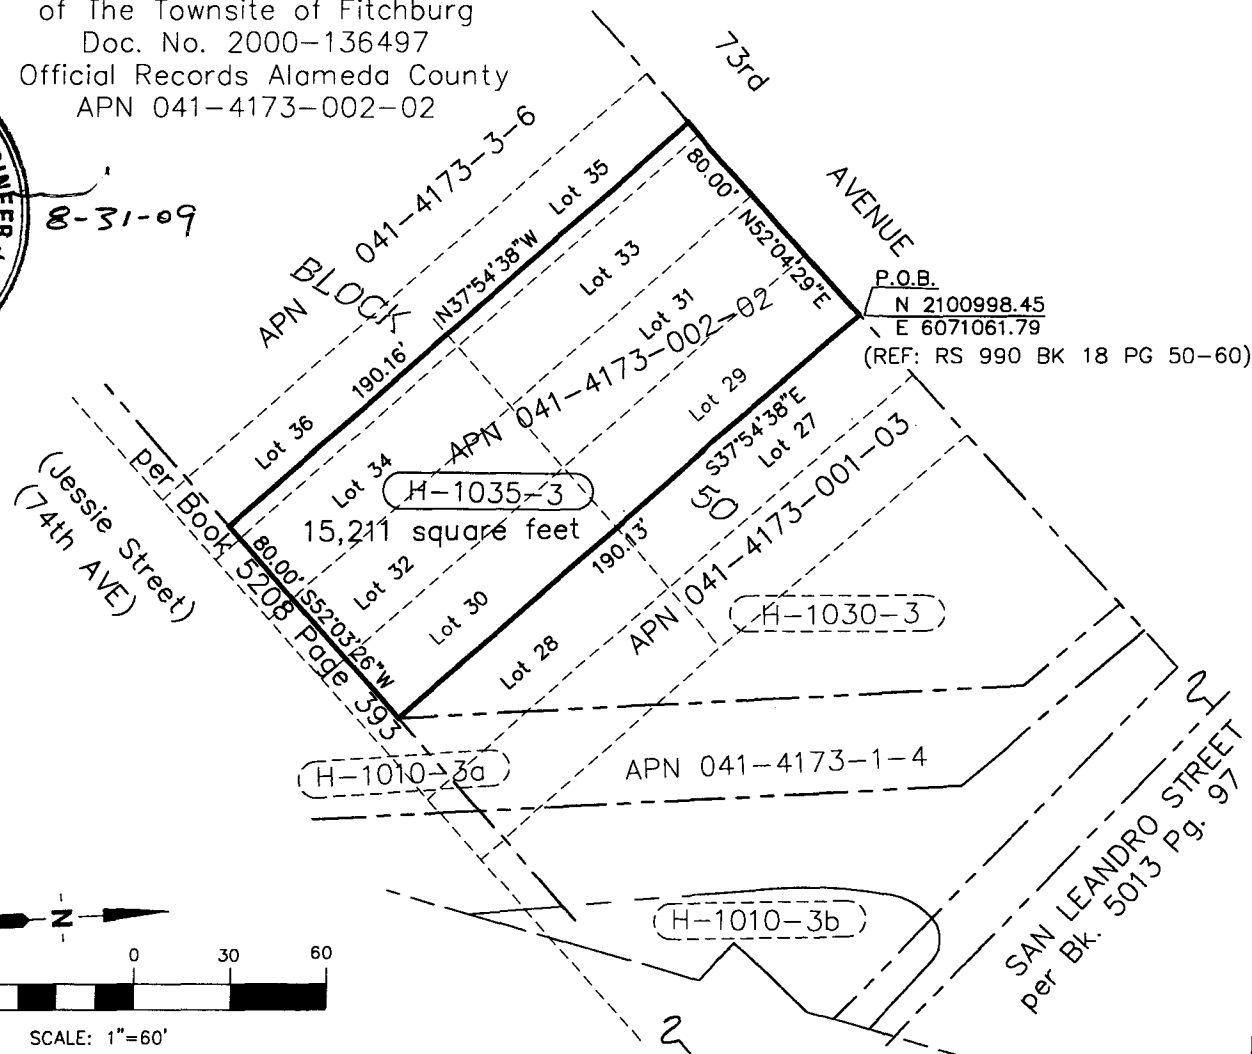 of The Townsite of Fitchburg
Doc. No. 2000-136497
Official Records Alameda County
APN 041-4173-002-02
8-31-09
73rd
AVENUE
BLOCK
APN 041-4173-3-6
Lot 35
80.00'
N52°04'29"E
N37°54'38"W
190.16'
Lot 33
Lot 31
P.O.B.
N 2100998.45
E 6071061.79
(REF: RS 990 BK 18 PG 50-60)
APN 041-4173-002-02
Lot 29
S37°54'38"E
190.13'
Lot 27
50
APN 041-4173-001-03
Lot 36
Lot 34
H-1035-3
15,211 square feet
Lot 32
Lot 30
Lot 28
(Jessie Street)
(74th AVE)
per Book 5208 Page 393
80.00'
S52°03'26"W
H-1030-3
H-1010-3a
APN 041-4173-1-4
H-1010-3b
SAN LEANDRO STREET
per Bk. 5013 Pg. 97
N
0 30 60
SCALE: 1"=60'